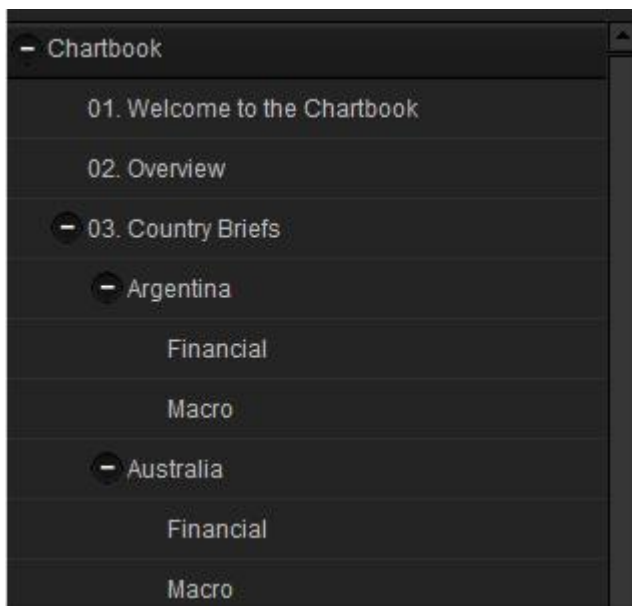 Chartbook
01. Welcome to the Chartbook
02. Overview
03. Country Briefs
Argentina
Financial
Macro
Australia
Financial
Macro